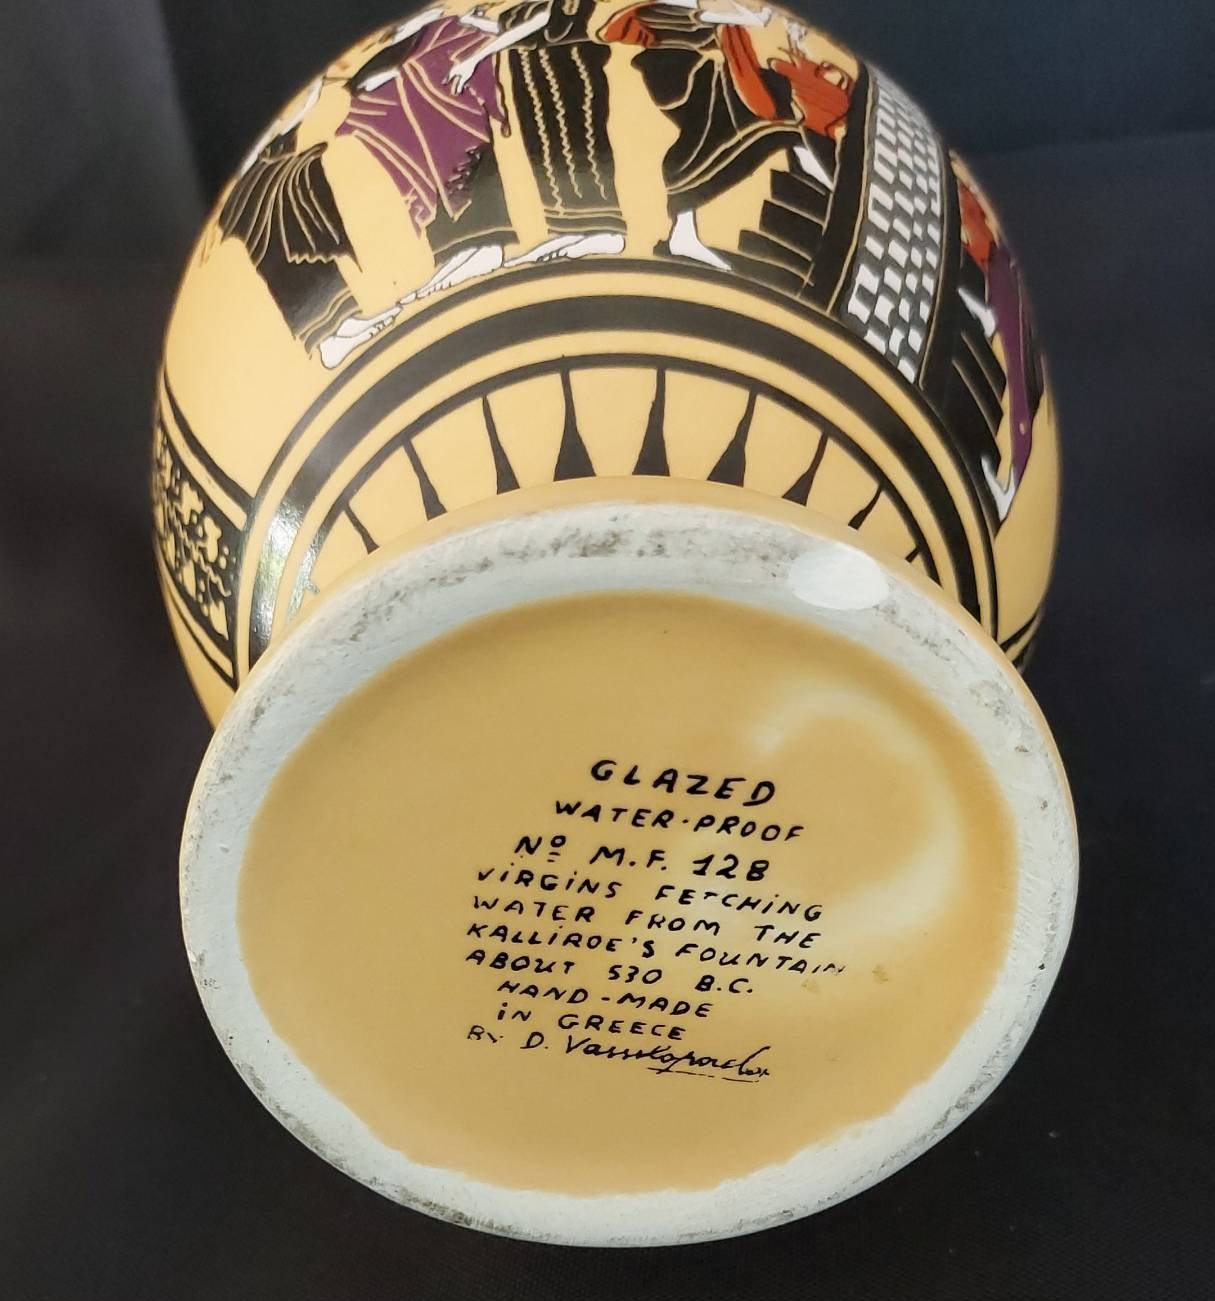 GLAZED
WATER-PROOF
Nº M.F. 128
ViRGiNS FETCHiNG
WATER FROM THE
KALLiROE'S FOUNTAIN
ABOUT 530 B.C.
HAND-MADE
iN GREECE
BY D. Vassilopoulos